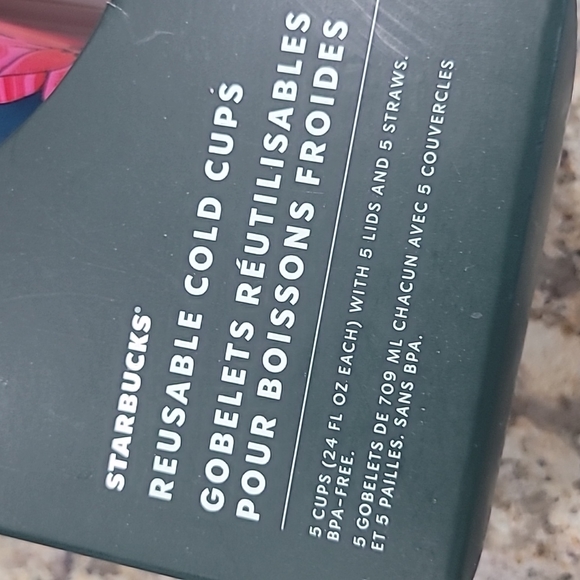 STARBUCKS®
REUSABLE COLD CUPS
GOBELETS RÉUTILISABLES
POUR BOISSONS FROIDES
5 CUPS (24 FL OZ EACH) WITH 5 LIDS AND 5 STRAWS.
BPA-FREE.
5 GOBELETS DE 709 ML CHACUN AVEC 5 COUVERCLES
ET 5 PAILLES. SANS BPA.